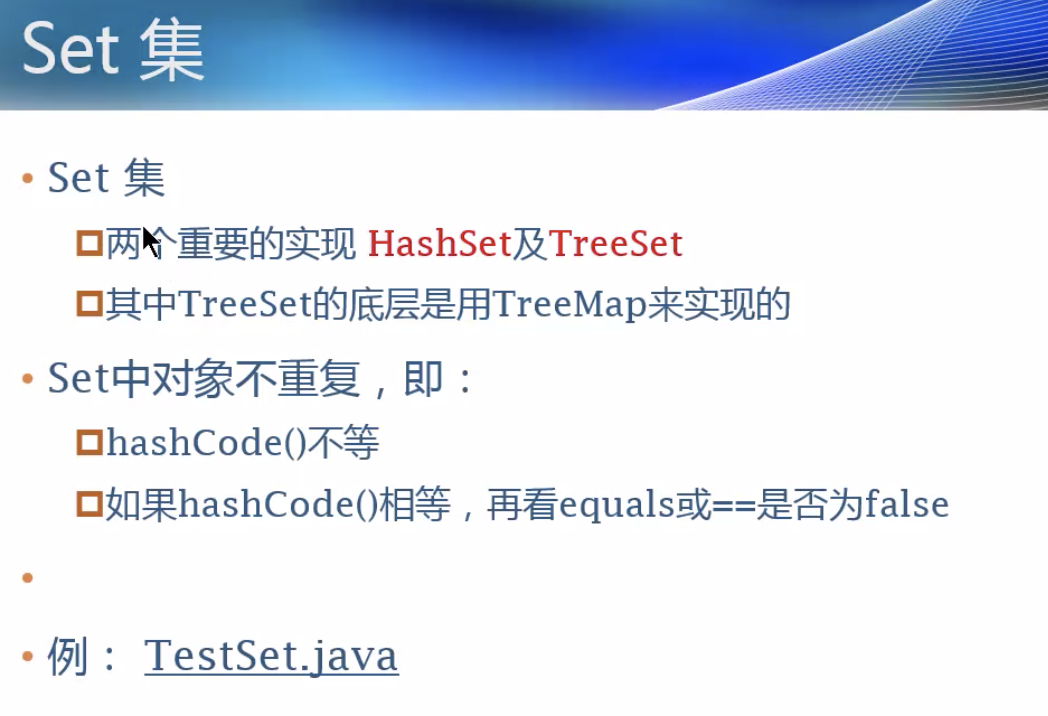 Set 集
Set 集
两个重要的实现 HashSet及TreeSet
其中TreeSet的底层是用TreeMap来实现的
Set中对象不重复，即：
hashCode()不等
如果hashCode()相等，再看equals或==是否为false
例： TestSet.java